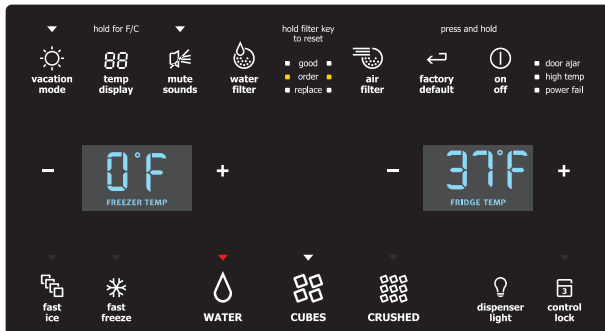 hold for F/C
hold filter key
to reset
press and hold
88
vacation
mode
temp
display
mute
sounds
water
filter
good
order
replace
air
filter
factory
default
on
off
door ajar
high temp
power fail
- 0°F +
FREEZER TEMP
- 37°F +
FRIDGE TEMP
fast
ice
fast
freeze
WATER
CUBES
CRUSHED
dispenser
light
3
control
lock